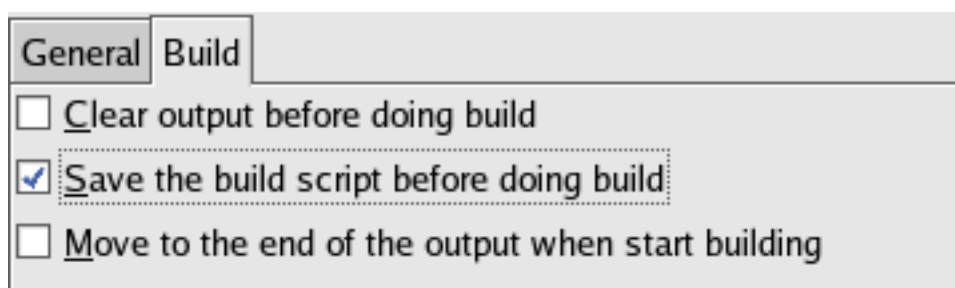 General Build
Clear output before doing build
Save the build script before doing build
Move to the end of the output when start building